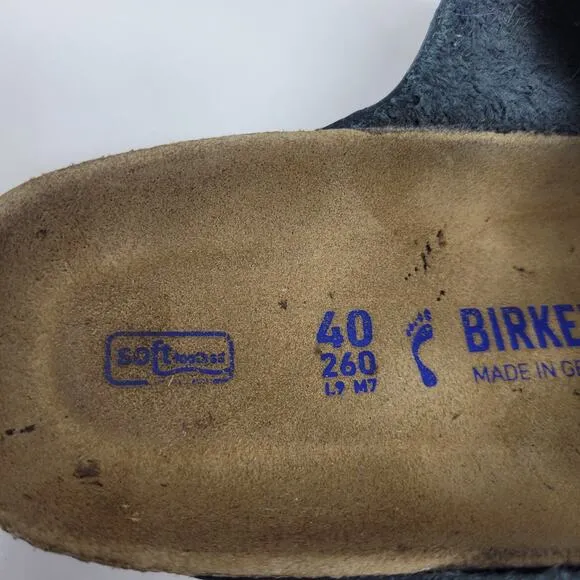 soft footbed
40
260
L9 M7
BIRKE
MADE IN GE